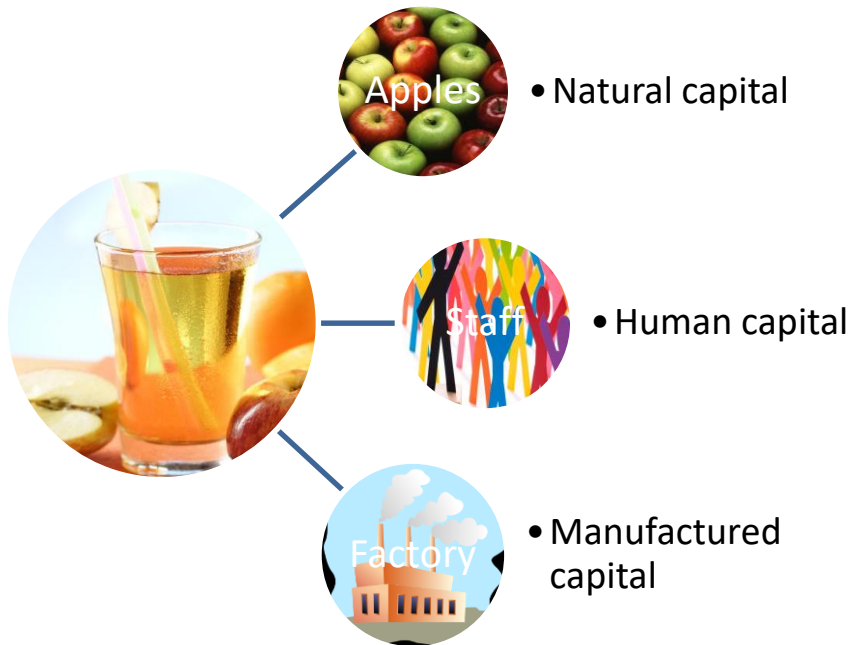 Apples
• Natural capital
Staff
• Human capital
Factory
• Manufactured
capital